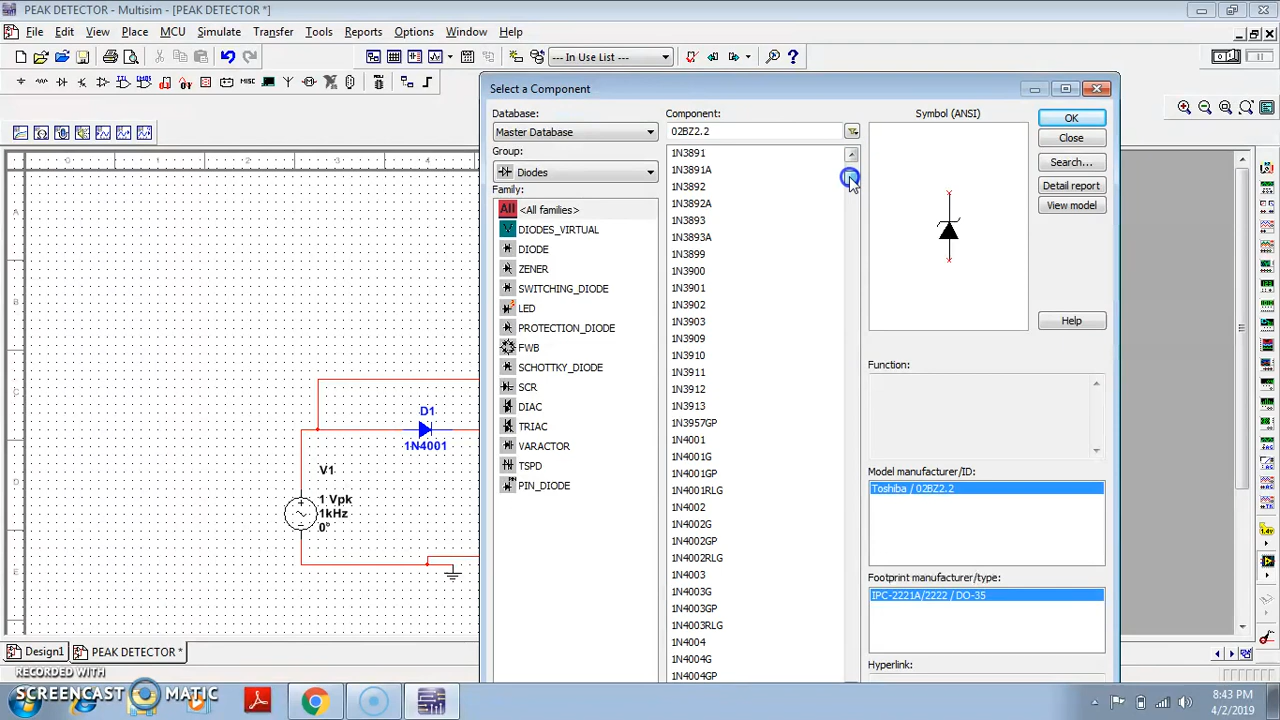 PEAK DETECTOR - Multisim - [PEAK DETECTOR *]
File Edit View Place MCU Simulate Transfer Tools Reports Options Window Help
--- In Use List ---
Select a Component
Database:
Master Database
Group:
Diodes
Family:
All <All families>
DIODES_VIRTUAL
DIODE
ZENER
SWITCHING_DIODE
LED
PROTECTION_DIODE
FWB
SCHOTTKY_DIODE
SCR
DIAC
TRIAC
VARACTOR
TSPD
PIN_DIODE
Component:
02BZ2.2
1N3891
1N3891A
1N3892
1N3892A
1N3893
1N3893A
1N3899
1N3900
1N3901
1N3902
1N3903
1N3909
1N3910
1N3911
1N3912
1N3913
1N3957GP
1N4001
1N4001G
1N4001GP
1N4001RLG
1N4002
1N4002G
1N4002GP
1N4002RLG
1N4003
1N4003G
1N4003GP
1N4003RLG
1N4004
1N4004G
1N4004GP
Symbol (ANSI)
OK
Close
Search...
Detail report
View model
Help
Function:
Model manufacturer/ID:
Toshiba / 02BZ2.2
Footprint manufacturer/type:
IPC-2221A/2222 / DO-35
Hyperlink:
3
4
A
B
C
D
E
D1
1N4001
V1
1 Vpk
1kHz
0°
Design1
PEAK DETECTOR *
RECORDED WITH
SCREENCAST MATIC
8:43 PM
4/2/2019